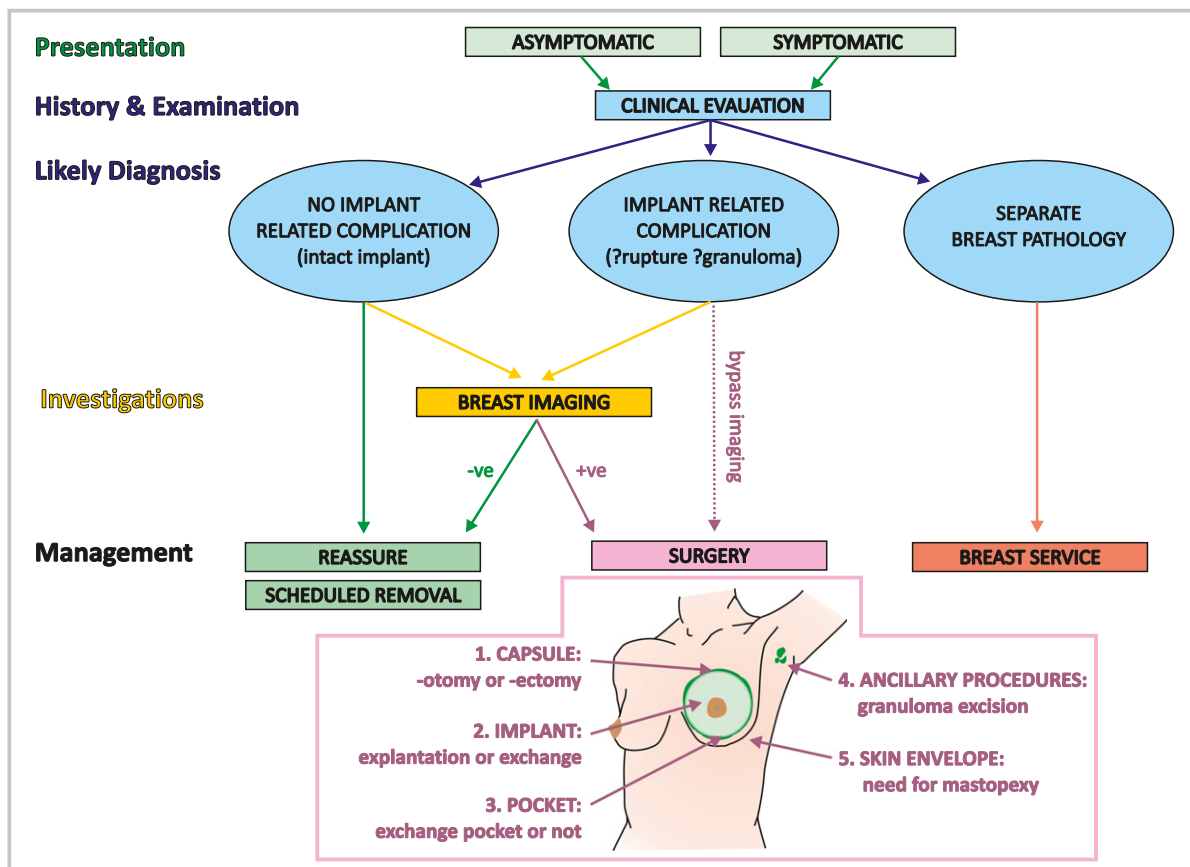 Presentation
ASYMPTOMATIC
SYMPTOMATIC
History & Examination
CLINICAL EVAUATION
Likely Diagnosis
NO IMPLANT
RELATED COMPLICATION
(intact implant)
IMPLANT RELATED
COMPLICATION
(?rupture ?granuloma)
SEPARATE
BREAST PATHOLOGY
bypass imaging
Investigations
BREAST IMAGING
-ve
+ve
Management
REASSURE
SURGERY
BREAST SERVICE
SCHEDULED REMOVAL
1. CAPSULE:
-otomy or -ectomy
2. IMPLANT:
explantation or exchange
3. POCKET:
exchange pocket or not
4. ANCILLARY PROCEDURES:
granuloma excision
5. SKIN ENVELOPE:
need for mastopexy